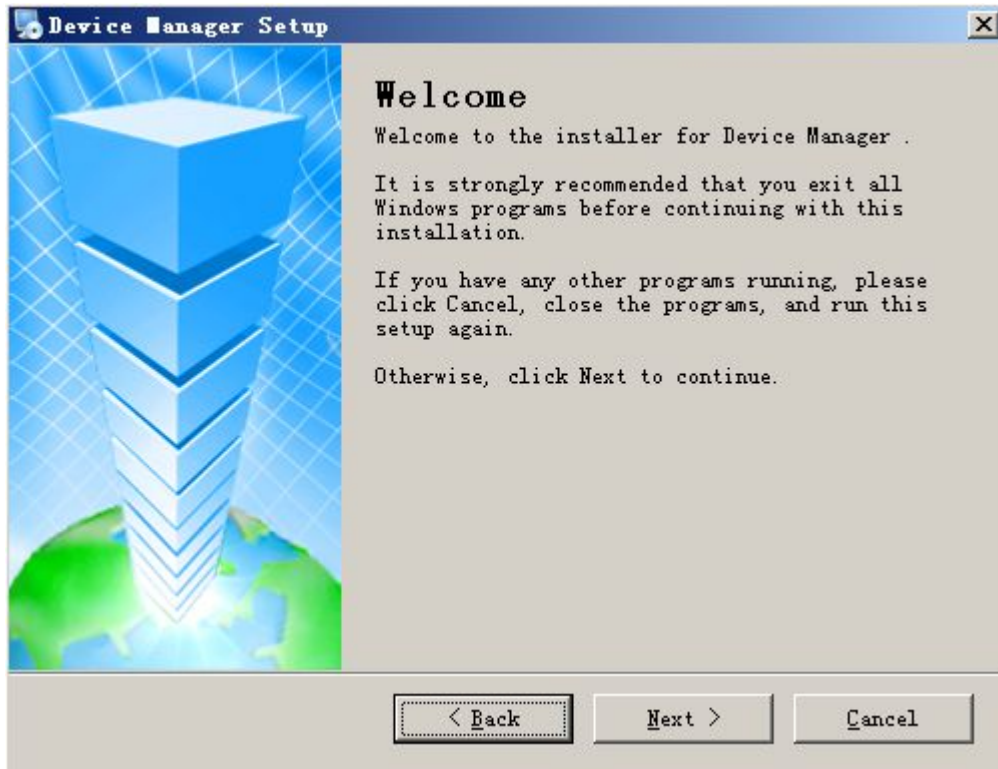 Device Manager Setup
Welcome
Welcome to the installer for Device Manager .
It is strongly recommended that you exit all
Windows programs before continuing with this
installation.
If you have any other programs running, please
click Cancel, close the programs, and run this
setup again.
Otherwise, click Next to continue.
< Back
Next >
Cancel